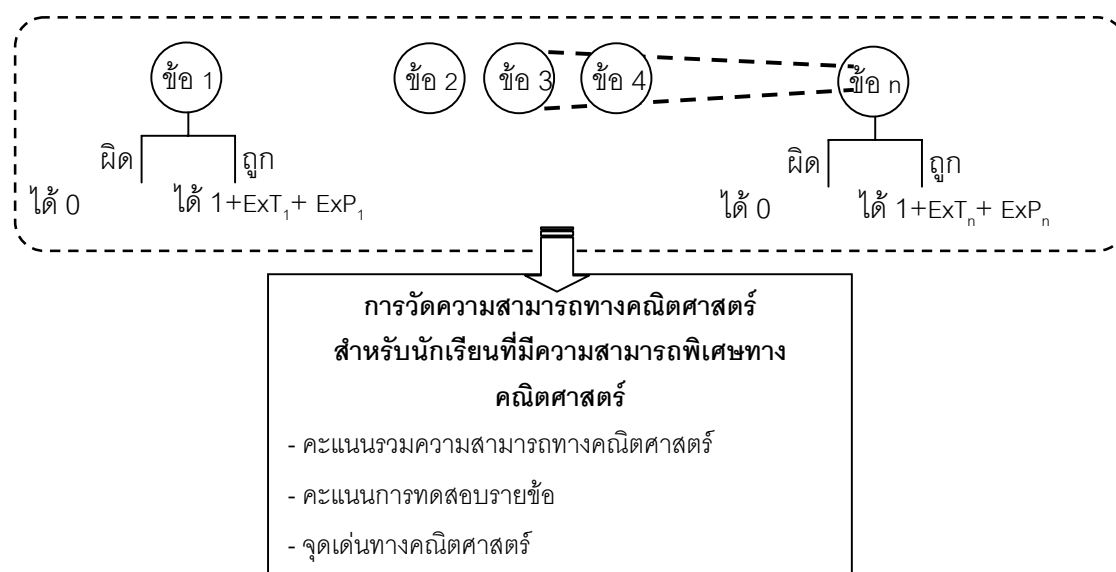 ข้อ 1 ข้อ 2 ข้อ 3 ข้อ 4 ข้อ n
ผิด ถูก ผิด ถูก
ได้ 0 ได้ 1+ExT₁+ ExP₁ ได้ 0 ได้ 1+ExTₙ+ ExPₙ
การวัดความสามารถทางคณิตศาสตร์
สำหรับนักเรียนที่มีความสามารถพิเศษทาง
คณิตศาสตร์
- คะแนนรวมความสามารถทางคณิตศาสตร์
- คะแนนการทดสอบรายข้อ
- จุดเด่นทางคณิตศาสตร์